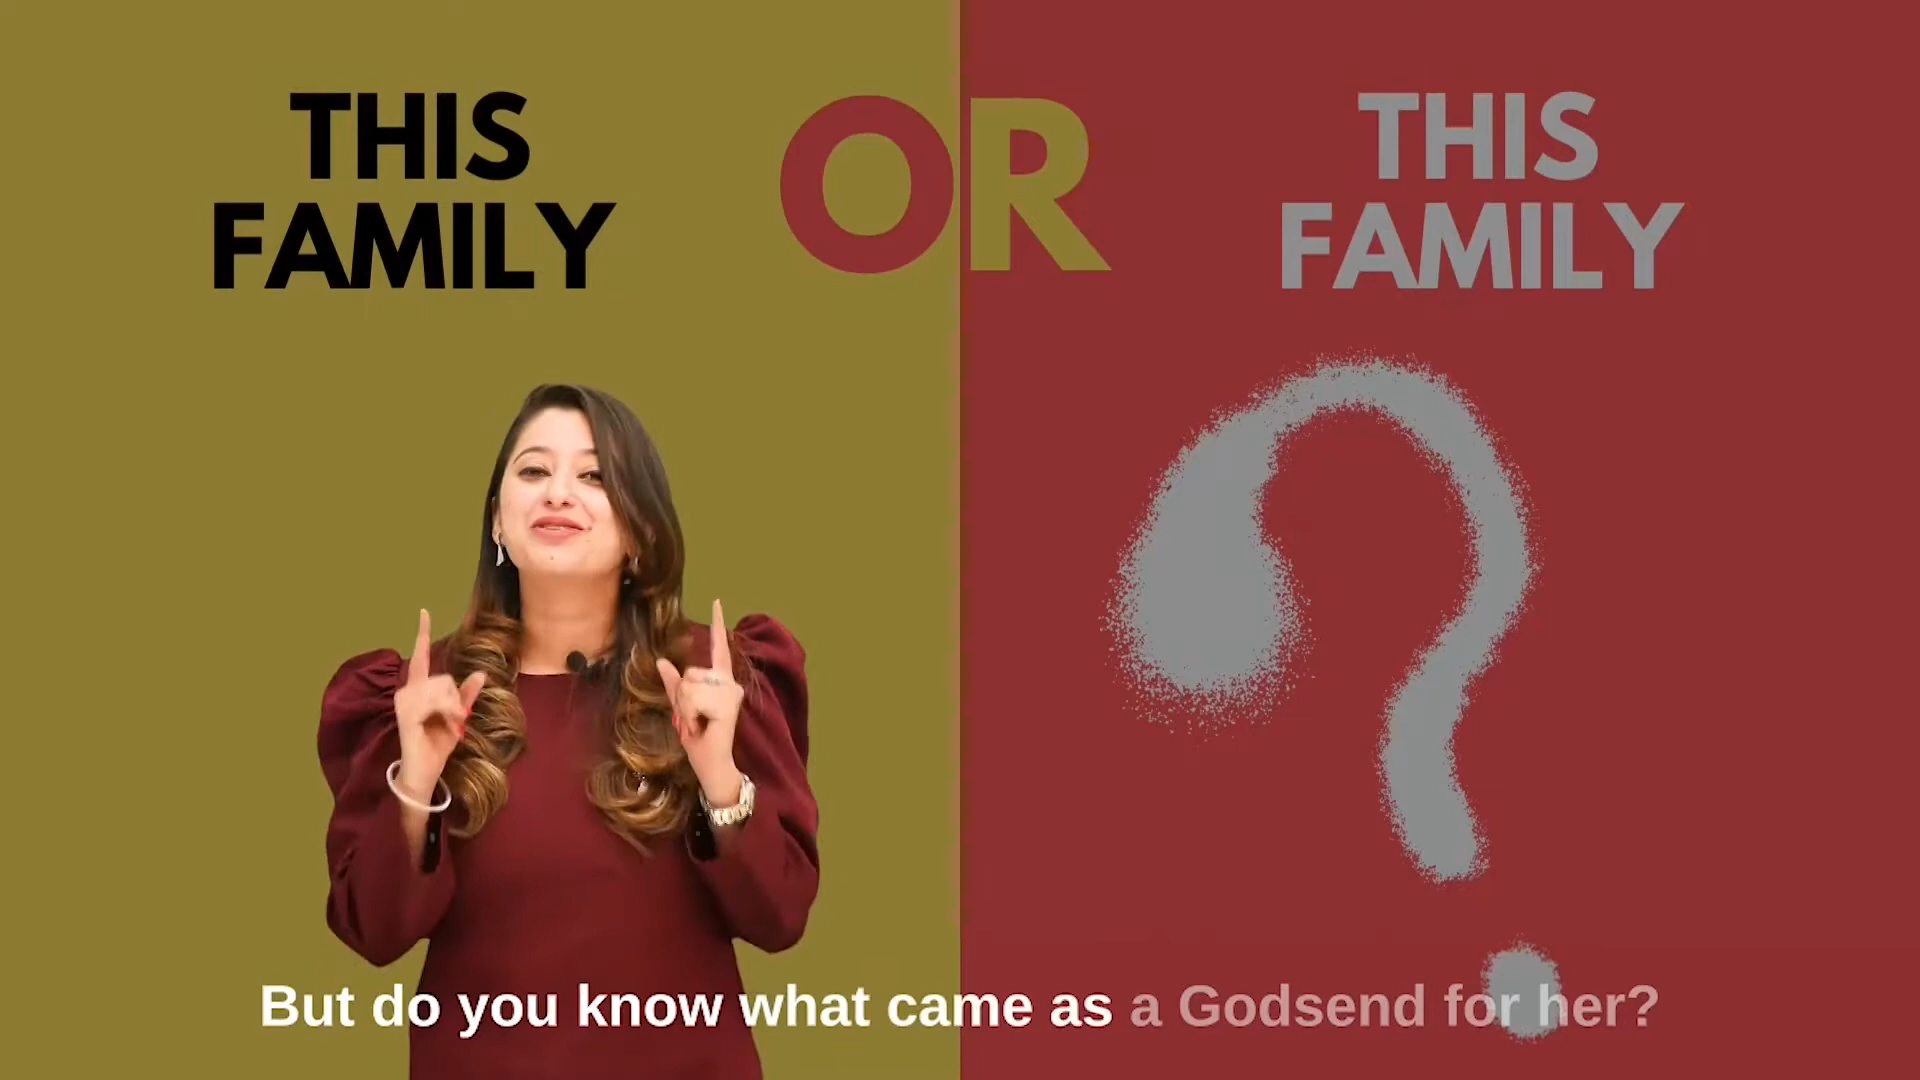 THIS
FAMILY
OR
THIS
FAMILY
But do you know what came as a Godsend for her?